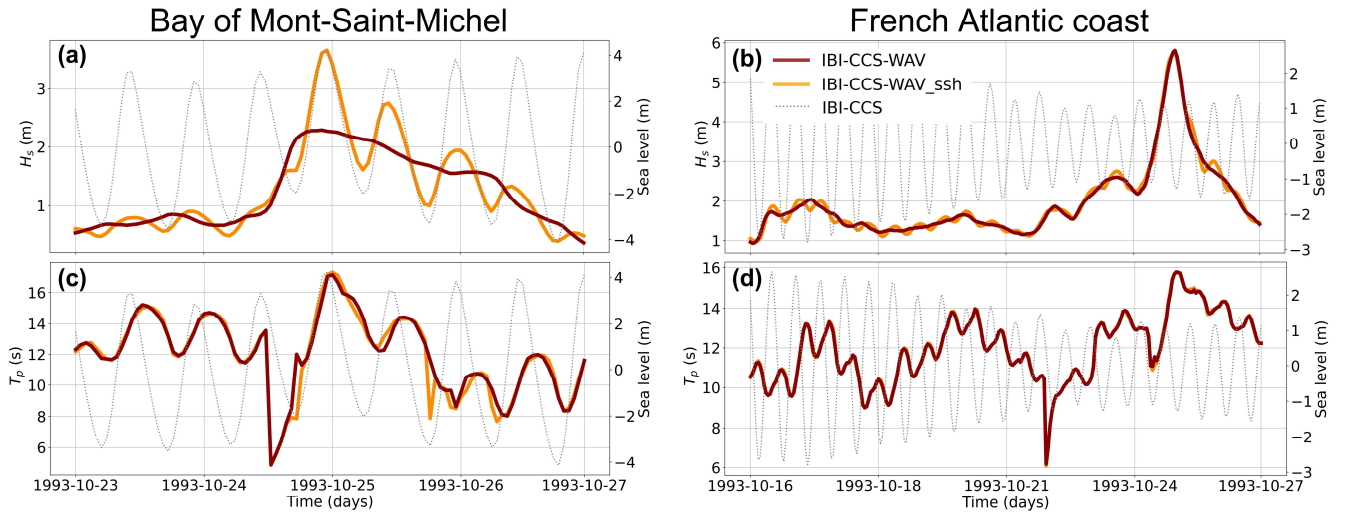 Bay of Mont-Saint-Michel
French Atlantic coast
(a)
3
2
1
Hs (m)
4
2
0
−2
−4
Sea level (m)
(b)
IBI-CCS-WAV
IBI-CCS-WAV_ssh
IBI-CCS
6
5
4
3
2
1
Hs (m)
2
1
0
−1
−2
−3
Sea level (m)
(c)
16
14
12
10
8
6
Tp (s)
4
2
0
−2
−4
Sea level (m)
1993-10-23 1993-10-24 1993-10-25 1993-10-26 1993-10-27
Time (days)
(d)
16
14
12
10
8
6
Tp (s)
2
1
0
−1
−2
−3
Sea level (m)
1993-10-16 1993-10-18 1993-10-21 1993-10-24 1993-10-27
Time (days)